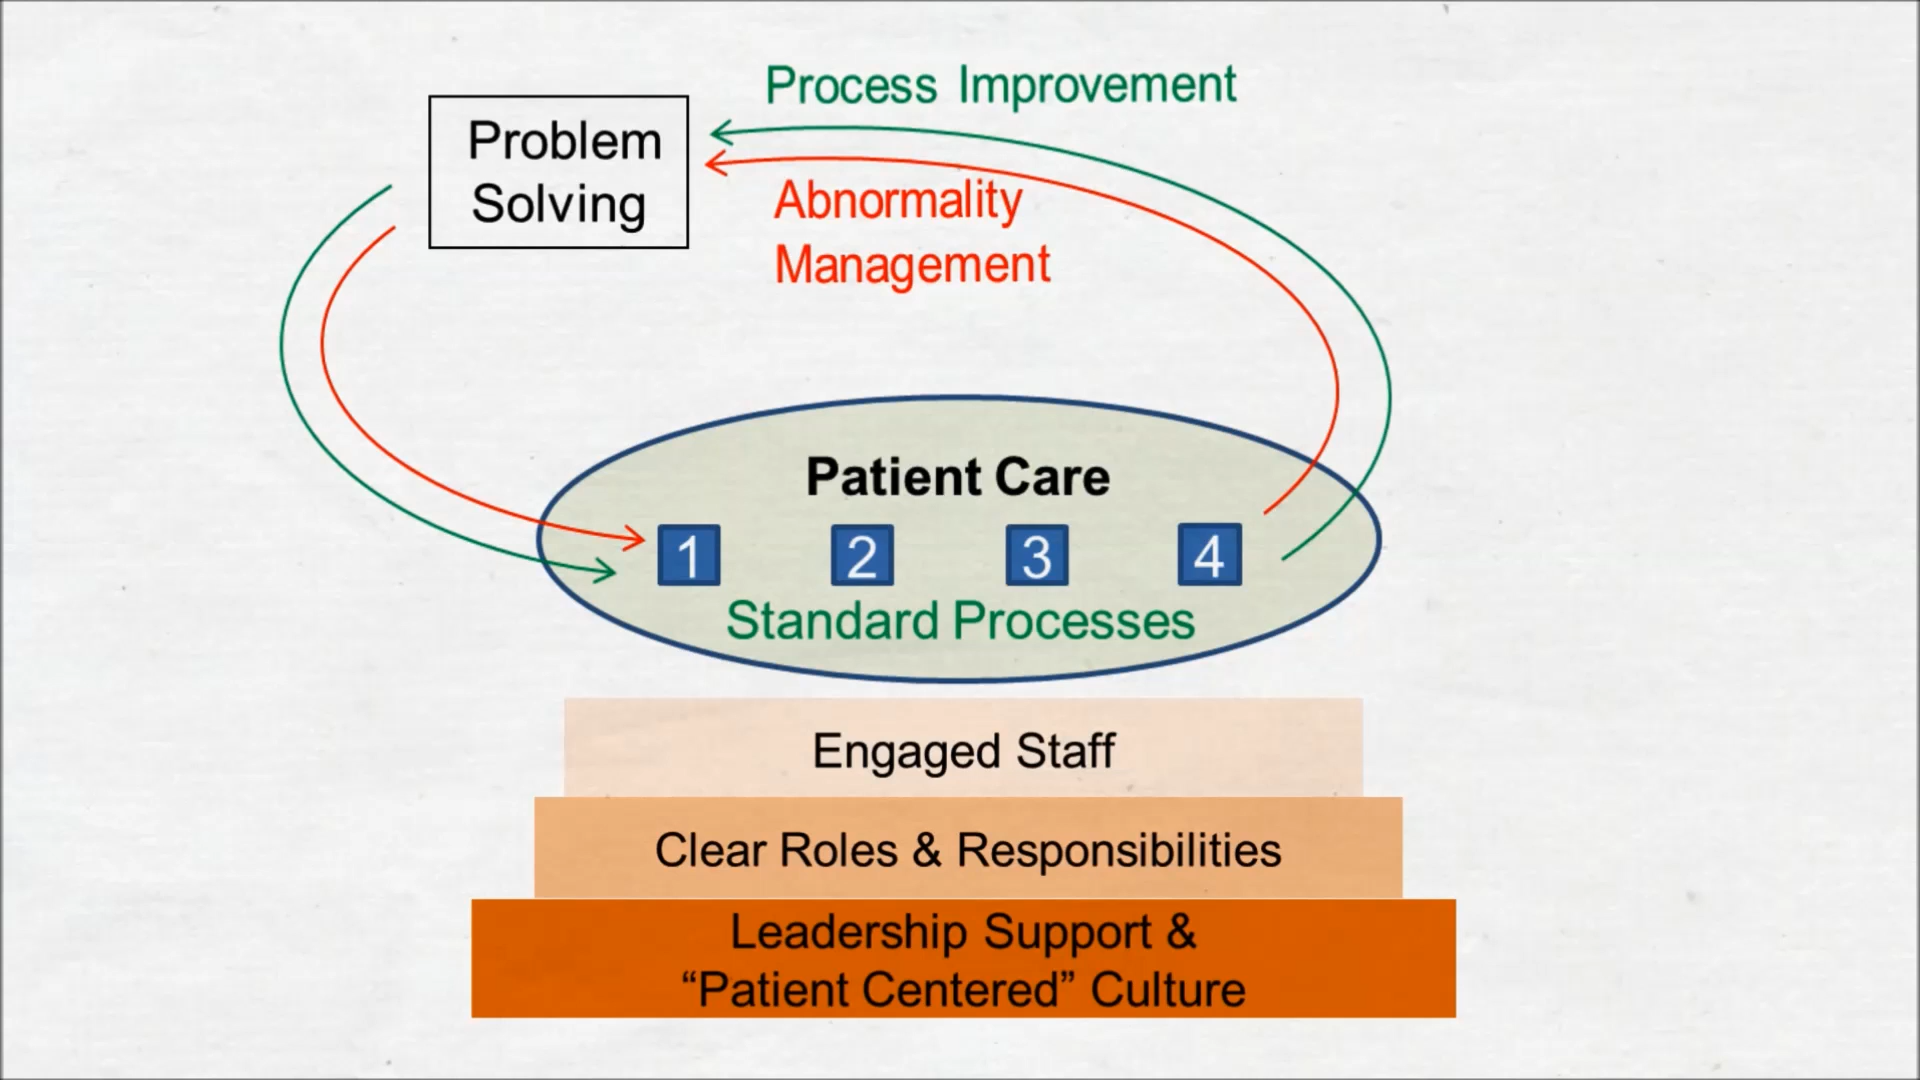 Process Improvement
Problem
Solving
Abnormality
Management
Patient Care
1 2 3 4
Standard Processes
Engaged Staff
Clear Roles & Responsibilities
Leadership Support &
“Patient Centered” Culture